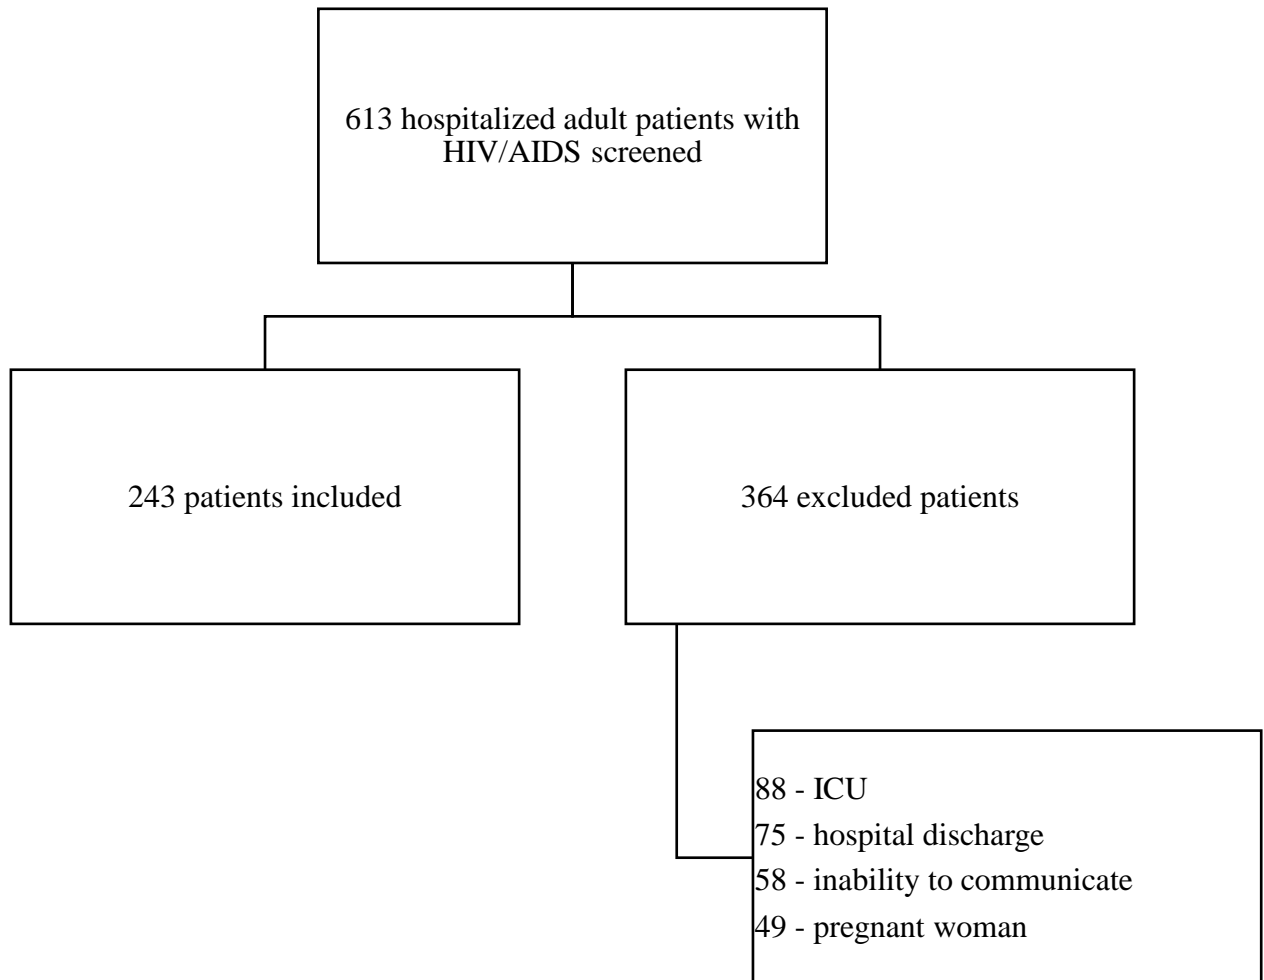 613 hospitalized adult patients with
HIV/AIDS screened
243 patients included
364 excluded patients
88 - ICU
75 - hospital discharge
58 - inability to communicate
49 - pregnant woman